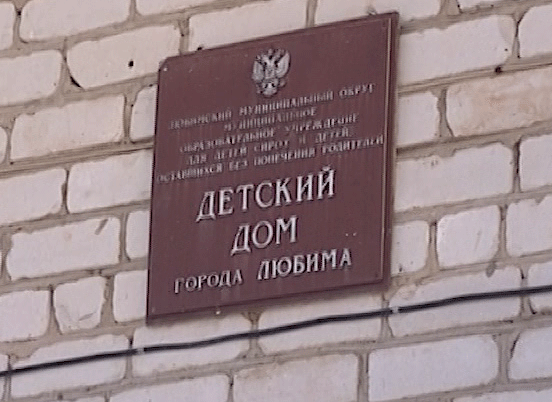 ЛЮБИМСКИЙ МУНИЦИПАЛЬНЫЙ ОКРУГ
МУНИЦИПАЛЬНОЕ
ОБРАЗОВАТЕЛЬНОЕ УЧРЕЖДЕНИЕ
ДЛЯ ДЕТЕЙ СИРОТ И ДЕТЕЙ,
ОСТАВШИХСЯ БЕЗ ПОПЕЧЕНИЯ РОДИТЕЛЕЙ
ДЕТСКИЙ
ДОМ
ГОРОДА ЛЮБИМА